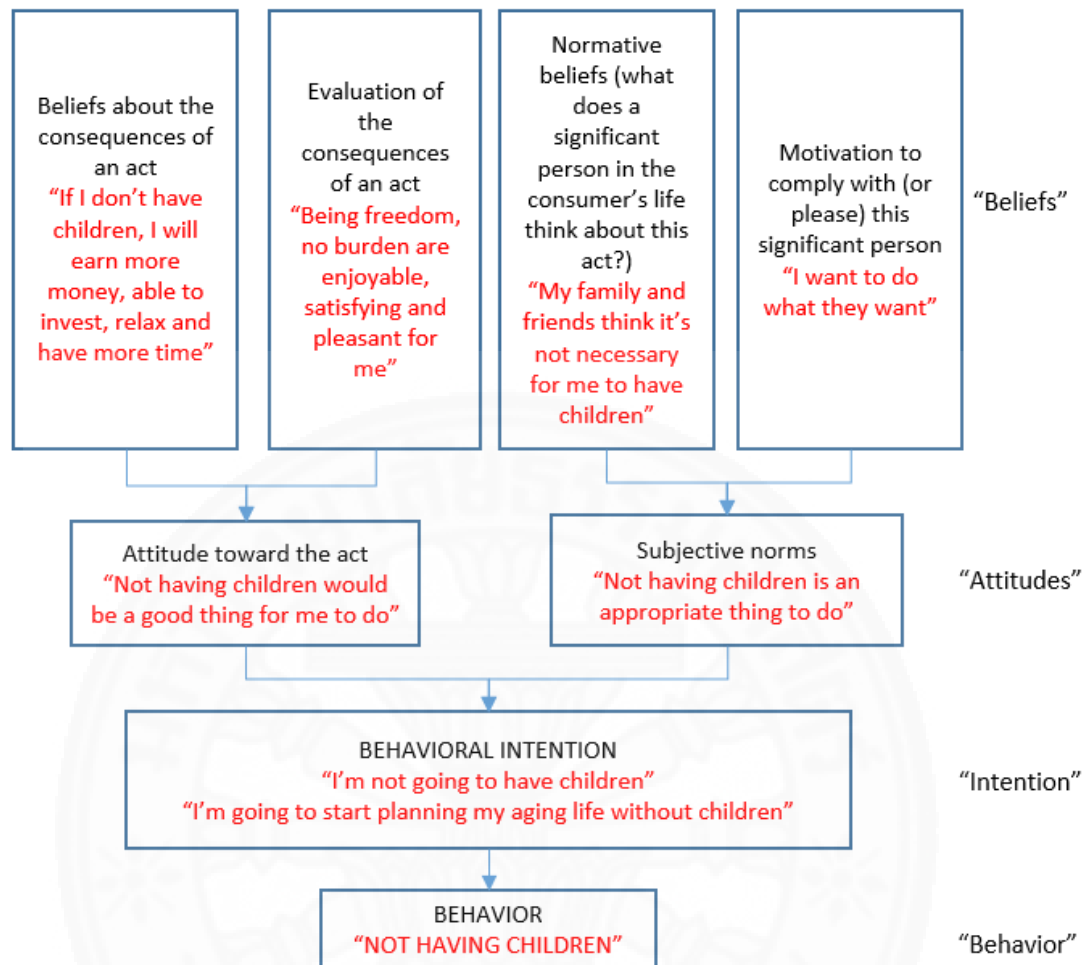 Beliefs about the
consequences of
an act
“If I don’t have
children, I will
earn more
money, able to
invest, relax and
have more time”
Evaluation of
the
consequences
of an act
“Being freedom,
no burden are
enjoyable,
satisfying and
pleasant for
me”
Normative
beliefs (what
does a
significant
person in the
consumer’s life
think about this
act?)
“My family and
friends think it’s
not necessary
for me to have
children”
Motivation to
comply with (or
please) this
significant person
“I want to do
what they want”
“Beliefs”
Attitude toward the act
“Not having children would
be a good thing for me to do”
Subjective norms
“Not having children is an
appropriate thing to do”
“Attitudes”
BEHAVIORAL INTENTION
“I’m not going to have children”
“I’m going to start planning my aging life without children”
“Intention”
BEHAVIOR
“NOT HAVING CHILDREN”
“Behavior”